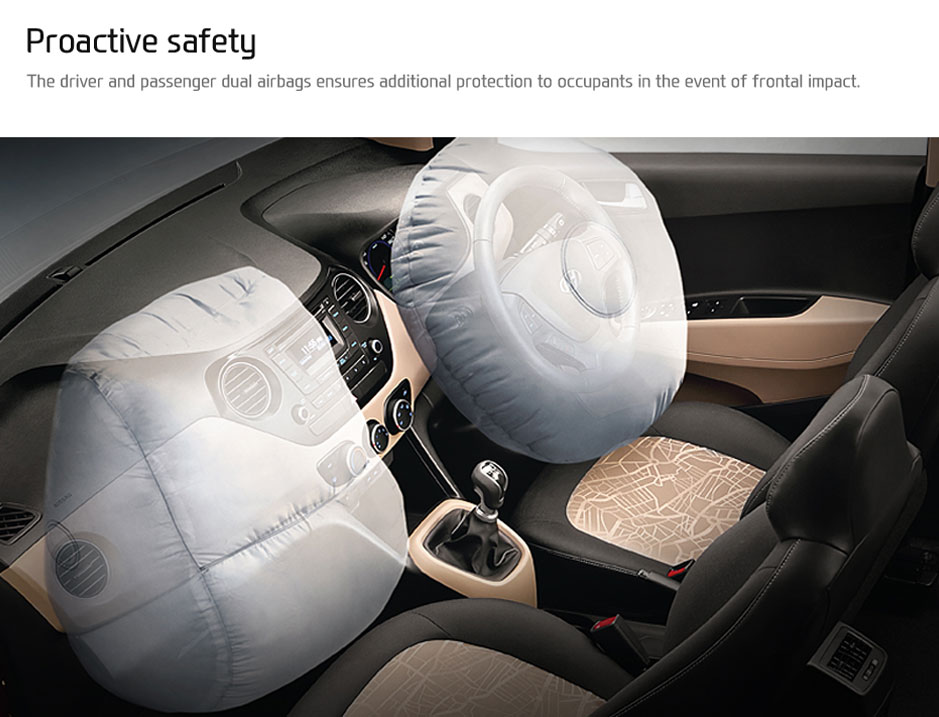 Proactive safety
The driver and passenger dual airbags ensures additional protection to occupants in the event of frontal impact.